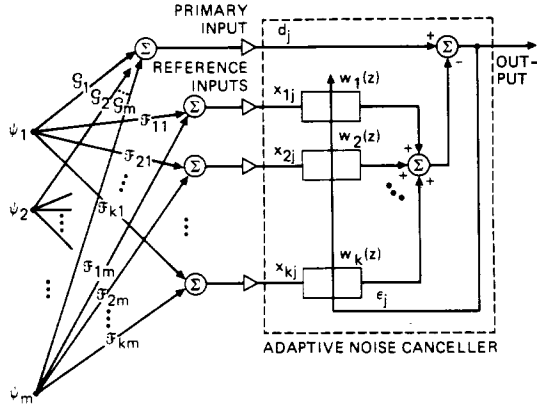 PRIMARY
INPUT
d_j
+
Σ
Σ
−
OUT-
PUT
REFERENCE
INPUTS
𝒢_1
𝒢_2
𝒢_m
x_1j
w_1(z)
Σ
ψ_1
ℱ_11
w_2(z)
+
ℱ_21
x_2j
+
Σ
Σ
+
ψ_2
ℱ_k1
ℱ_1m
x_kj
w_k(z)
Σ
ℱ_2m
ε_j
ℱ_km
ADAPTIVE NOISE CANCELLER
ψ_m